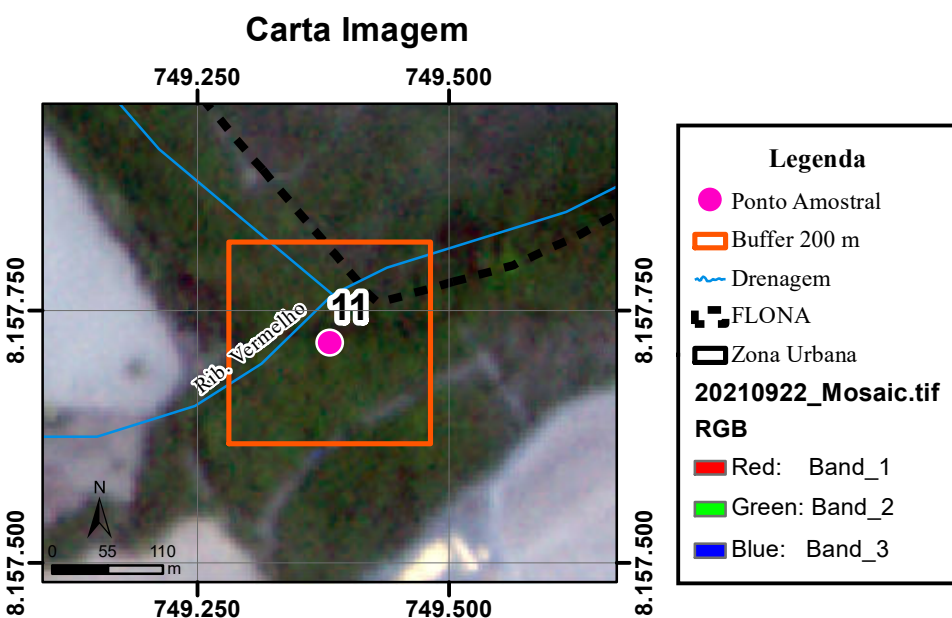 Carta Imagem
749.250 749.500
8.157.750
8.157.750
11
Rib. Vermelho
N
0 55 110
m
8.157.500
8.157.500
749.250 749.500
Legenda
Ponto Amostral
Buffer 200 m
Drenagem
FLONA
Zona Urbana
20210922_Mosaic.tif
RGB
Red: Band_1
Green: Band_2
Blue: Band_3